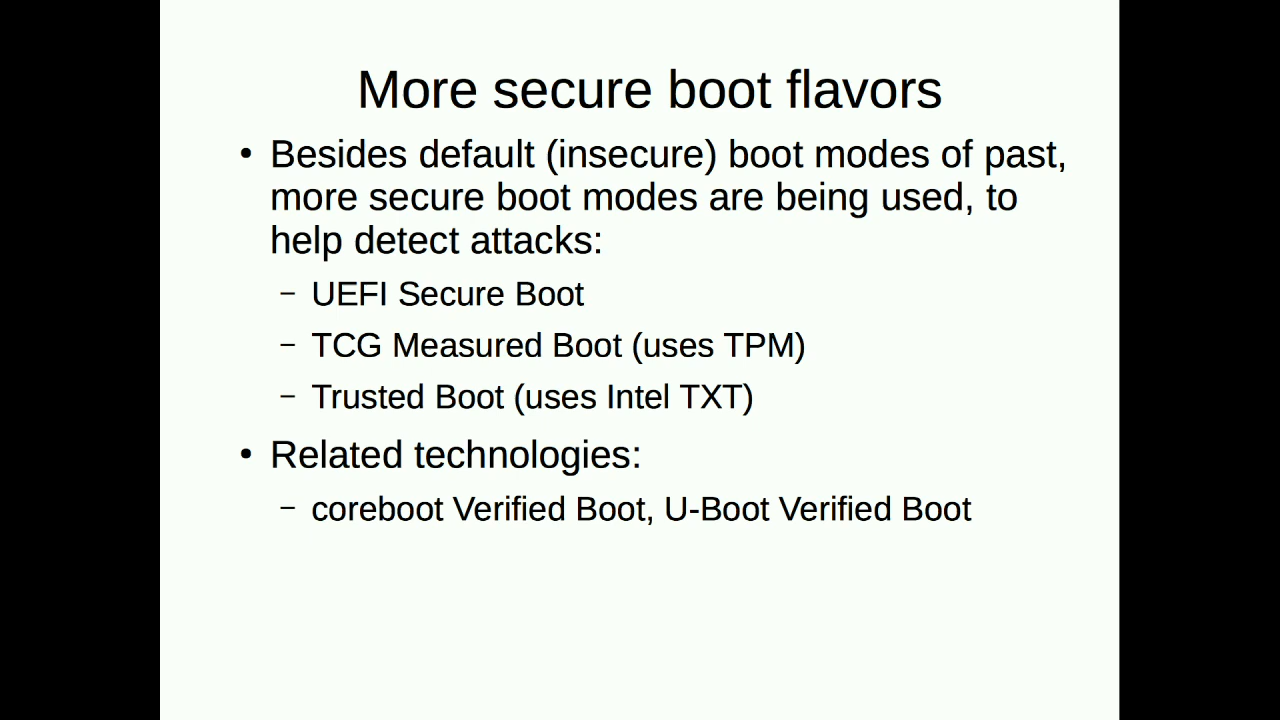 More secure boot flavors
• Besides default (insecure) boot modes of past,
more secure boot modes are being used, to
help detect attacks:
– UEFI Secure Boot
– TCG Measured Boot (uses TPM)
– Trusted Boot (uses Intel TXT)
• Related technologies:
– coreboot Verified Boot, U-Boot Verified Boot